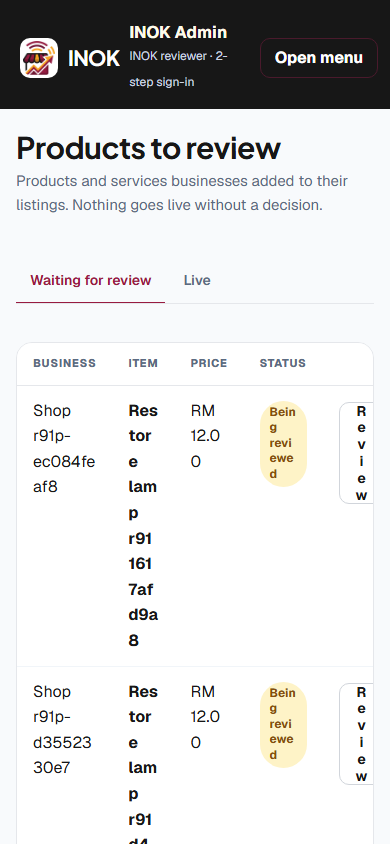 INOK
INOK Admin
INOK reviewer · 2-
step sign-in
Open menu
Products to review
Products and services businesses added to their
listings. Nothing goes live without a decision.
Waiting for review
Live
BUSINESS
ITEM
PRICE
STATUS
Shop
r91p-
ec084fe
af8
Res
tor
e
lam
p
r91
161
7af
d9a
8
RM
12.0
0
Bein
g
revi
ewe
d
R
e
v
i
e
w
Shop
r91p-
d35523
30e7
Res
tor
e
lam
p
r91
d4
RM
12.0
0
Bein
g
revi
ewe
d
R
e
v
i
e
w